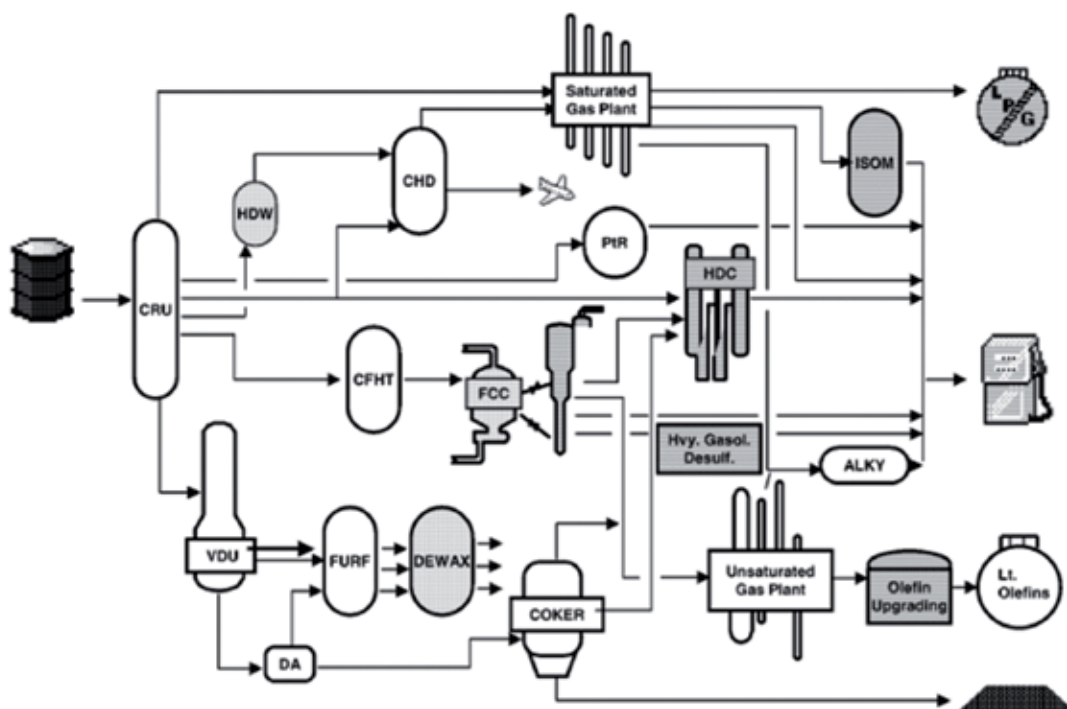 Saturated
Gas Plant
L
P
G
ISOM
CHD
HDW
PtR
HDC
CRU
CFHT
FCC
Hvy. Gasol.
Desulf.
ALKY
VDU
FURF
DEWAX
Unsaturated
Gas Plant
Olefin
Upgrading
Lt.
Olefins
COKER
DA